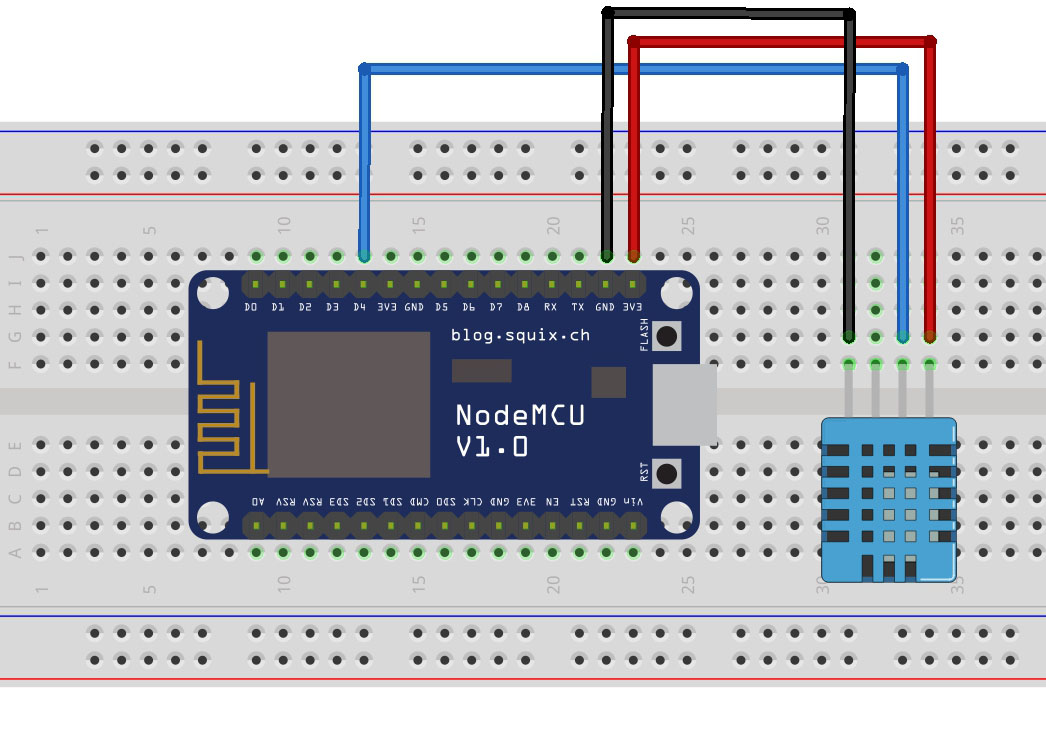 1 5 10 15 20 25 30 35
J
I
H
G
F
D0 D1 D2 D3 D4 3V3 GND D5 D6 D7 D8 RX TX GND 3V3
blog.squix.ch
FLASH
NodeMCU
V1.0
RST
A0 RSV RSV SD3 SD2 SD1 CMD SD0 CLK GND 3V3 EN RST GND Vin
E
D
C
B
A
1 5 10 15 20 25 30 35